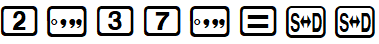 2 °,,, 3 7 °,,, = S⇔D S⇔D